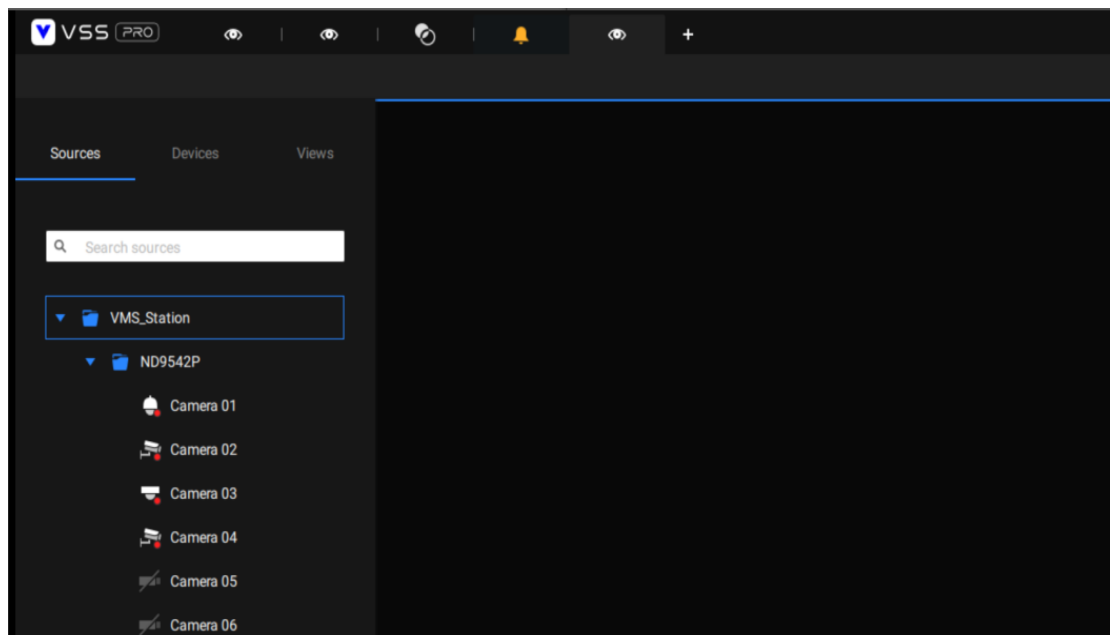 VSS PRO
+
Sources Devices Views
Search sources
VMS_Station
ND9542P
Camera 01
Camera 02
Camera 03
Camera 04
Camera 05
Camera 06